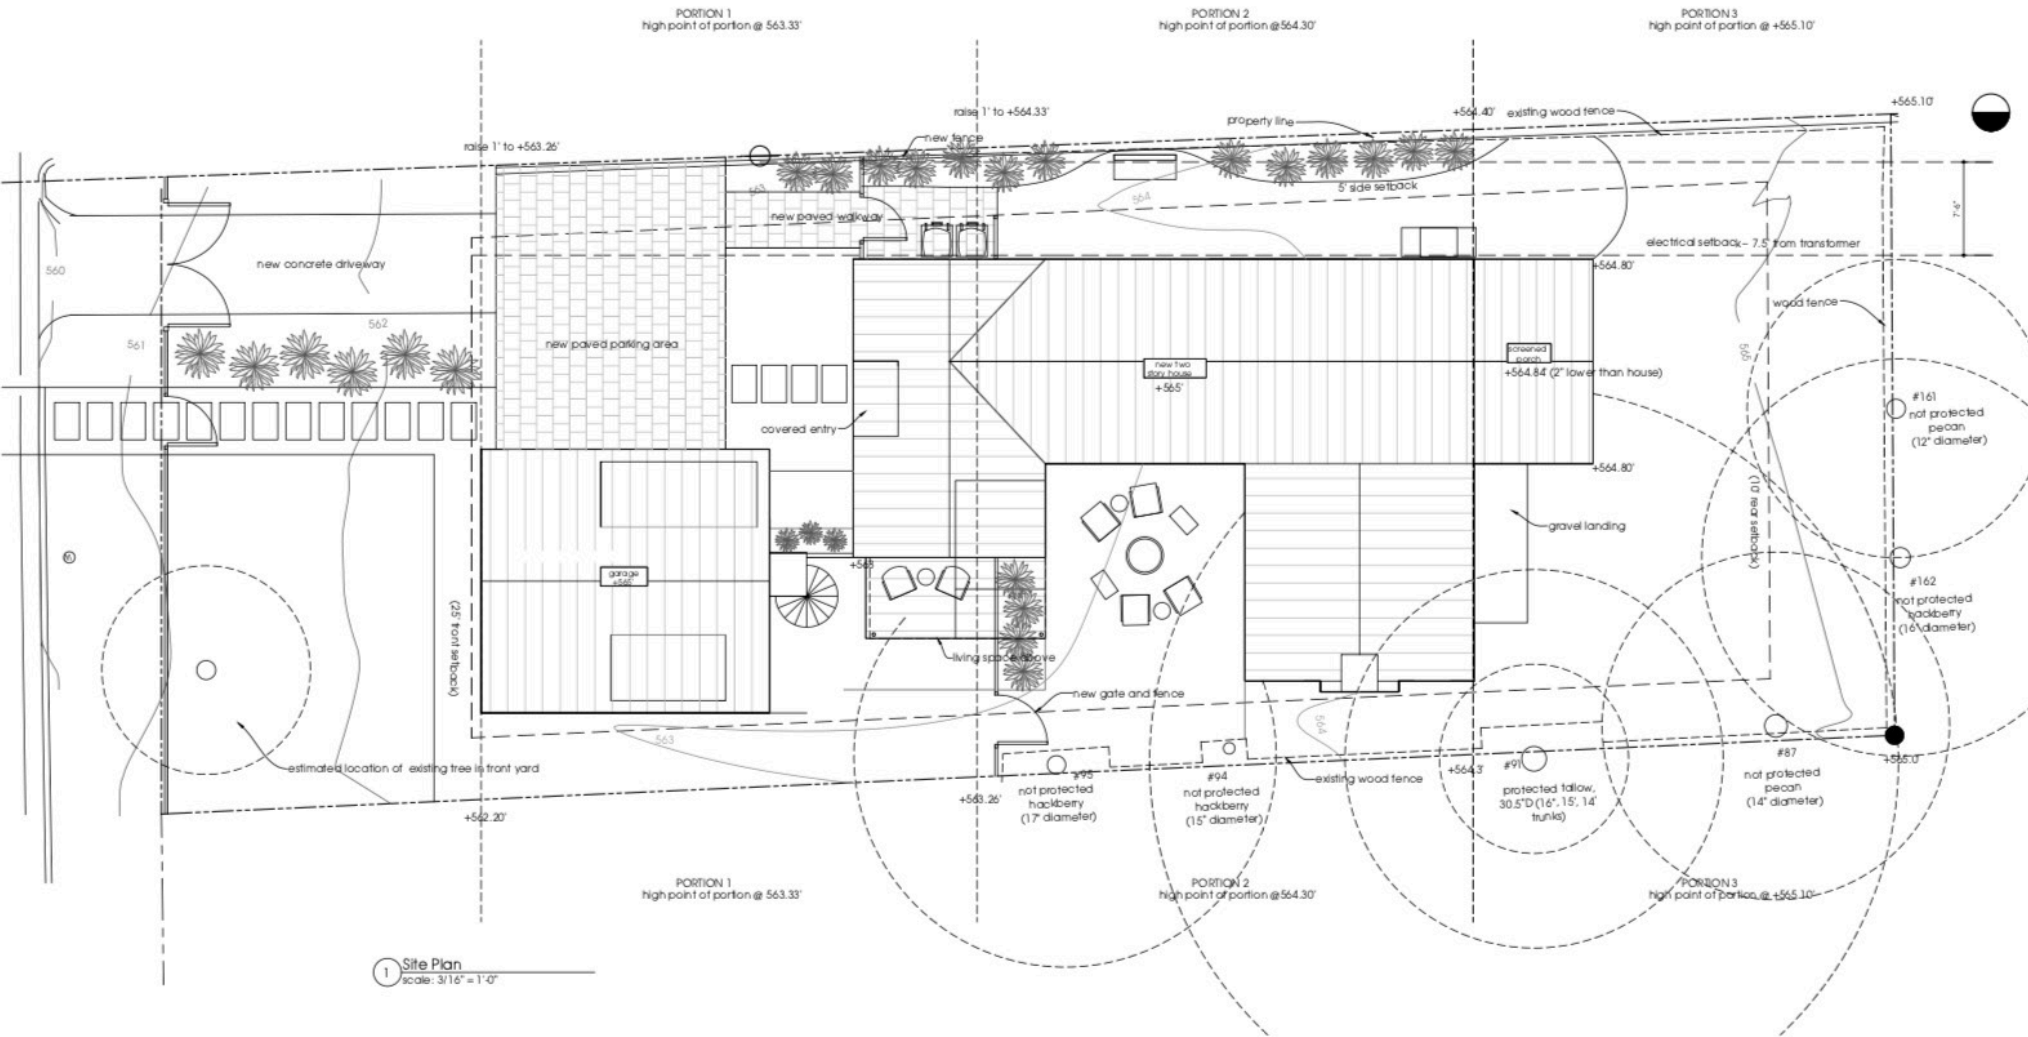 PORTION 1
high point of portion @ 563.33'
PORTION 2
high point of portion @564.30'
PORTION 3
high point of portion @ +565.10'
+565.10'
raise 1' to +564.33'
property line
+564.40'
existing wood fence
new fence
raise 1' to +563.26'
563
5' side setback
564
new paved walkway
7'-6"
electrical setback - 7.5' from transformer
560
new concrete driveway
+564.80'
wood fence
562
561
new paved parking area
565
screened
porch
+564.84' (2" lower than house)
new two
story house
+565'
#161
not protected
pecan
(12" diameter)
covered entry
+564.80'
(10' rear setback)
gravel landing
+563'
garage
+565'
#162
not protected
hackberry
(16" diameter)
(25' front setback)
living space above
new gate and fence
564
563
estimated location of existing tree in front yard
existing wood fence
+564.3'
#91
protected tallow,
30.5"D (16", 15', 14'
trunks)
#87
not protected
pecan
(14" diameter)
+565.0'
#95
not protected
hackberry
(17" diameter)
#94
not protected
hackberry
(15" diameter)
+563.26'
+562.20'
PORTION 1
high point of portion @ 563.33'
PORTION 2
high point of portion @564.30'
PORTION 3
high point of portion @ +565.10'
1
Site Plan
scale: 3/16" = 1'-0"